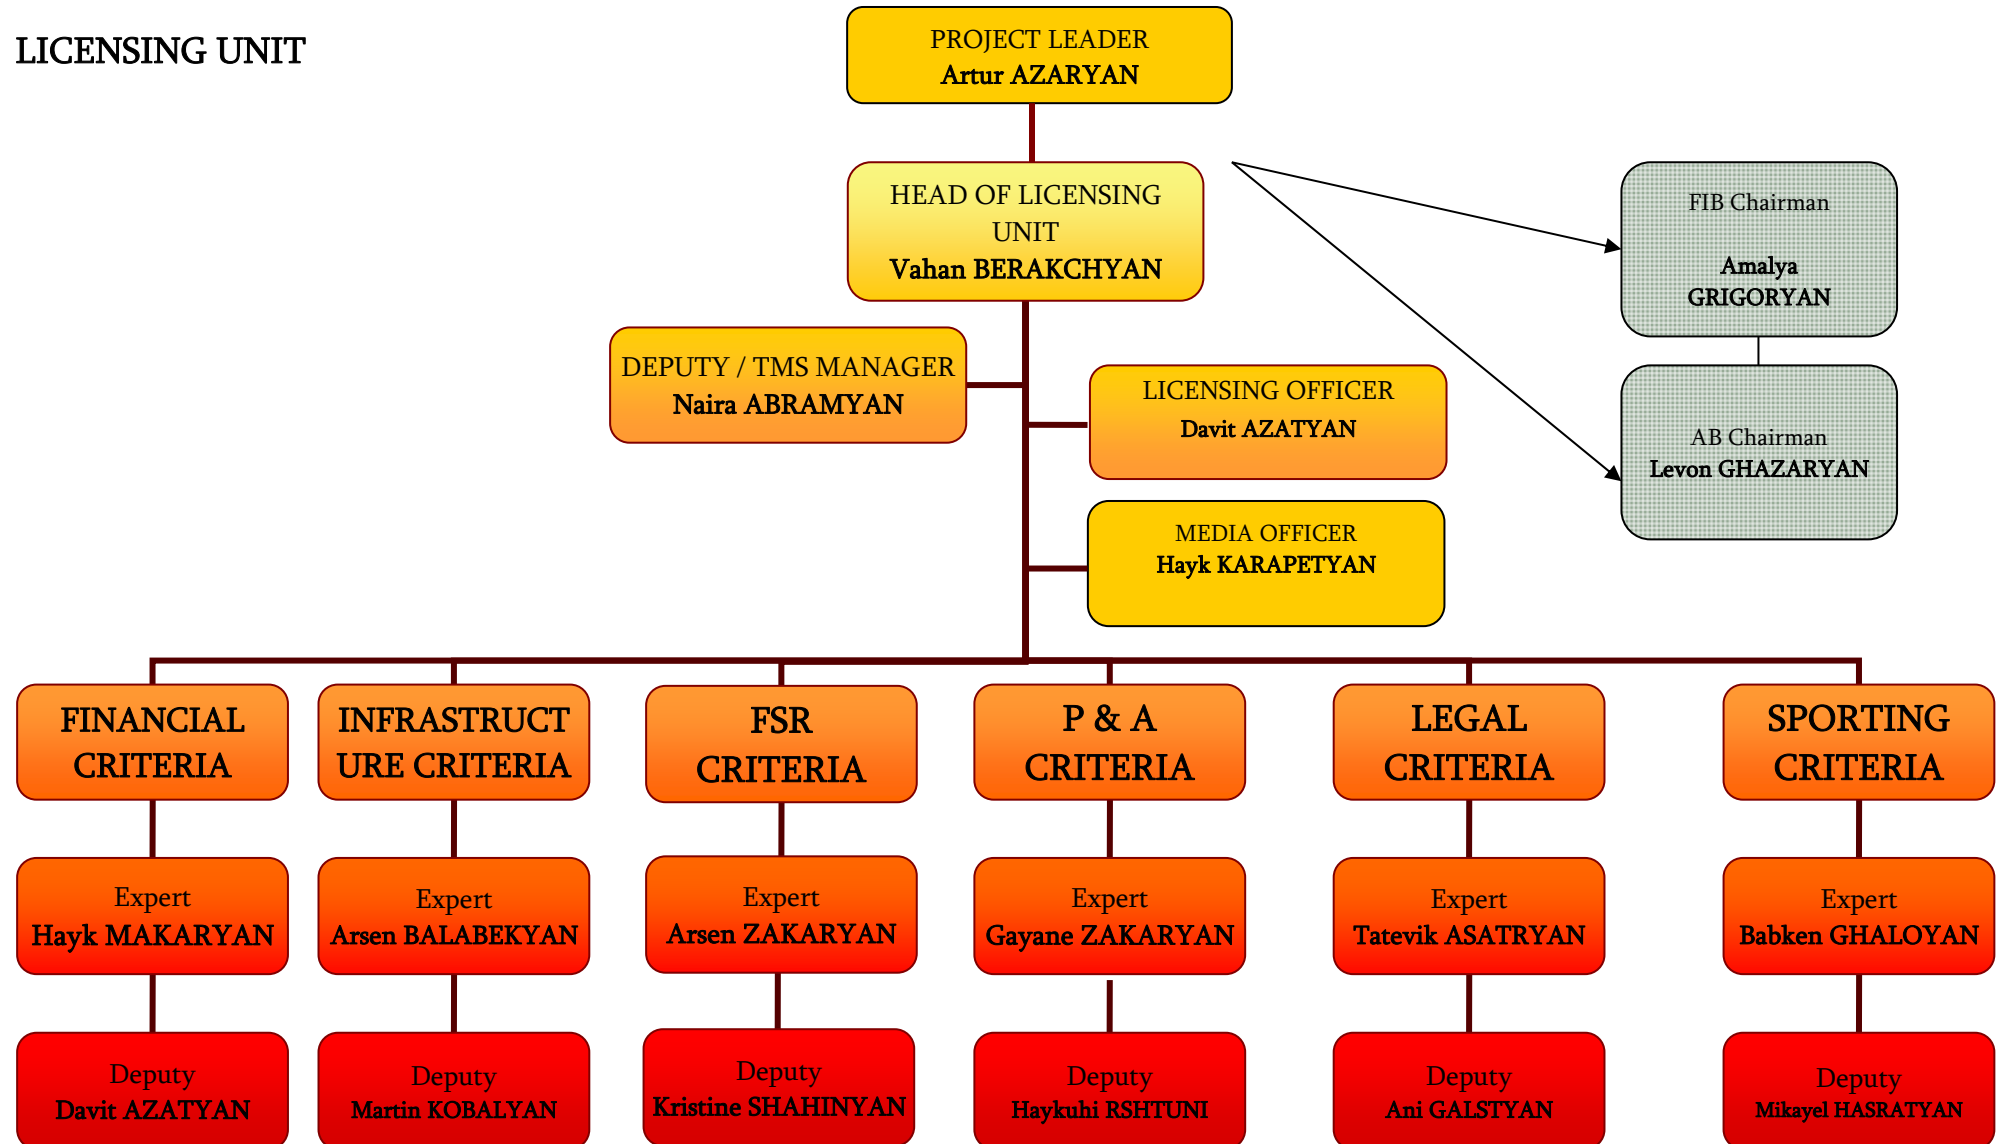 LICENSING UNIT
PROJECT LEADER
Artur AZARYAN
HEAD OF LICENSING
UNIT
Vahan BERAKCHYAN
FIB Chairman
Amalya
GRIGORYAN
DEPUTY / TMS MANAGER
Naira ABRAMYAN
LICENSING OFFICER
Davit AZATYAN
AB Chairman
Levon GHAZARYAN
MEDIA OFFICER
Hayk KARAPETYAN
FINANCIAL
CRITERIA
INFRASTRUCT
URE CRITERIA
FSR
CRITERIA
P & A
CRITERIA
LEGAL
CRITERIA
SPORTING
CRITERIA
Expert
Hayk MAKARYAN
Expert
Arsen BALABEKYAN
Expert
Arsen ZAKARYAN
Expert
Gayane ZAKARYAN
Expert
Tatevik ASATRYAN
Expert
Babken GHALOYAN
Deputy
Davit AZATYAN
Deputy
Martin KOBALYAN
Deputy
Kristine SHAHINYAN
Deputy
Haykuhi RSHTUNI
Deputy
Ani GALSTYAN
Deputy
Mikayel HASRATYAN